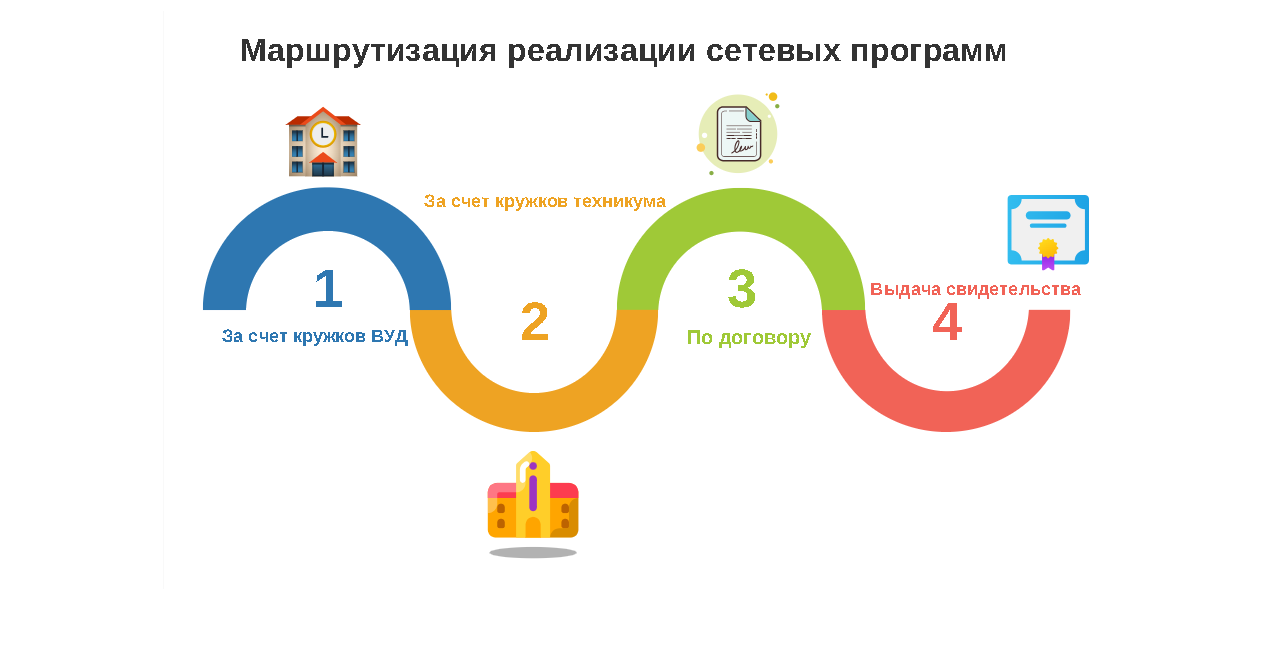 Маршрутизация реализации сетевых программ
За счет кружков техникума
1
За счет кружков ВУД
2
3
По договору
Выдача свидетельства
4